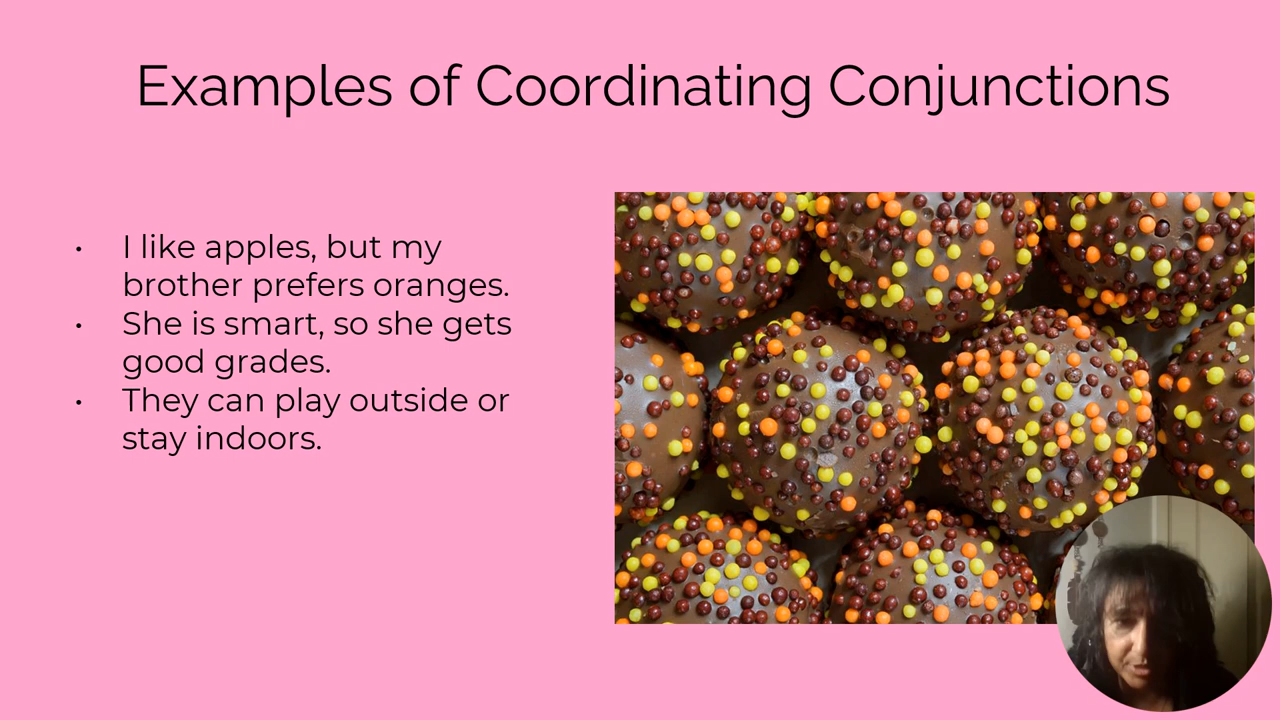 Examples of Coordinating Conjunctions
• I like apples, but my
brother prefers oranges.
• She is smart, so she gets
good grades.
• They can play outside or
stay indoors.